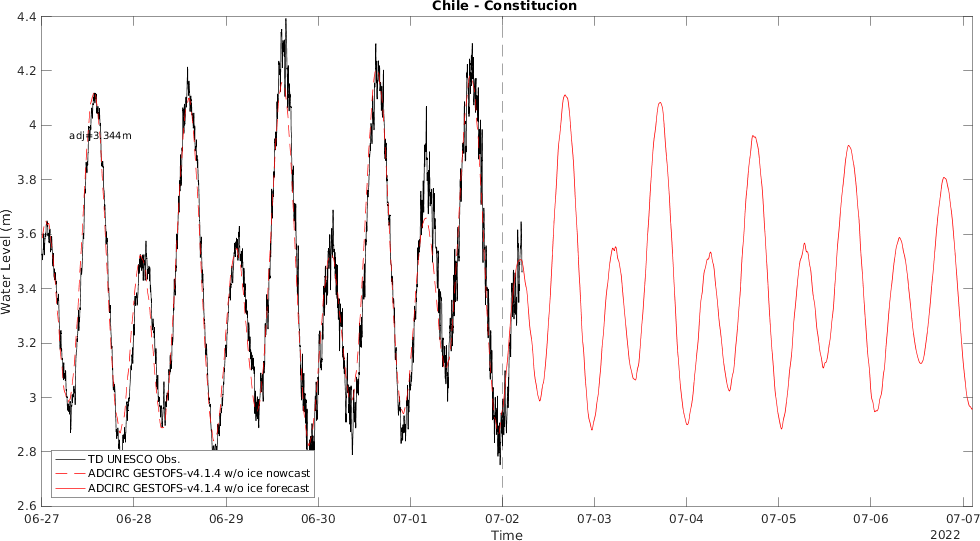 Chile - Constitucion
4.4
4.2
4
3.8
3.6
3.4
3.2
3
2.8
2.6
Water Level (m)
adj=3.344m
TD UNESCO Obs.
ADCIRC GESTOFS-v4.1.4 w/o ice nowcast
ADCIRC GESTOFS-v4.1.4 w/o ice forecast
06-27 06-28 06-29 06-30 07-01 07-02 07-03 07-04 07-05 07-06 07-07
Time
2022